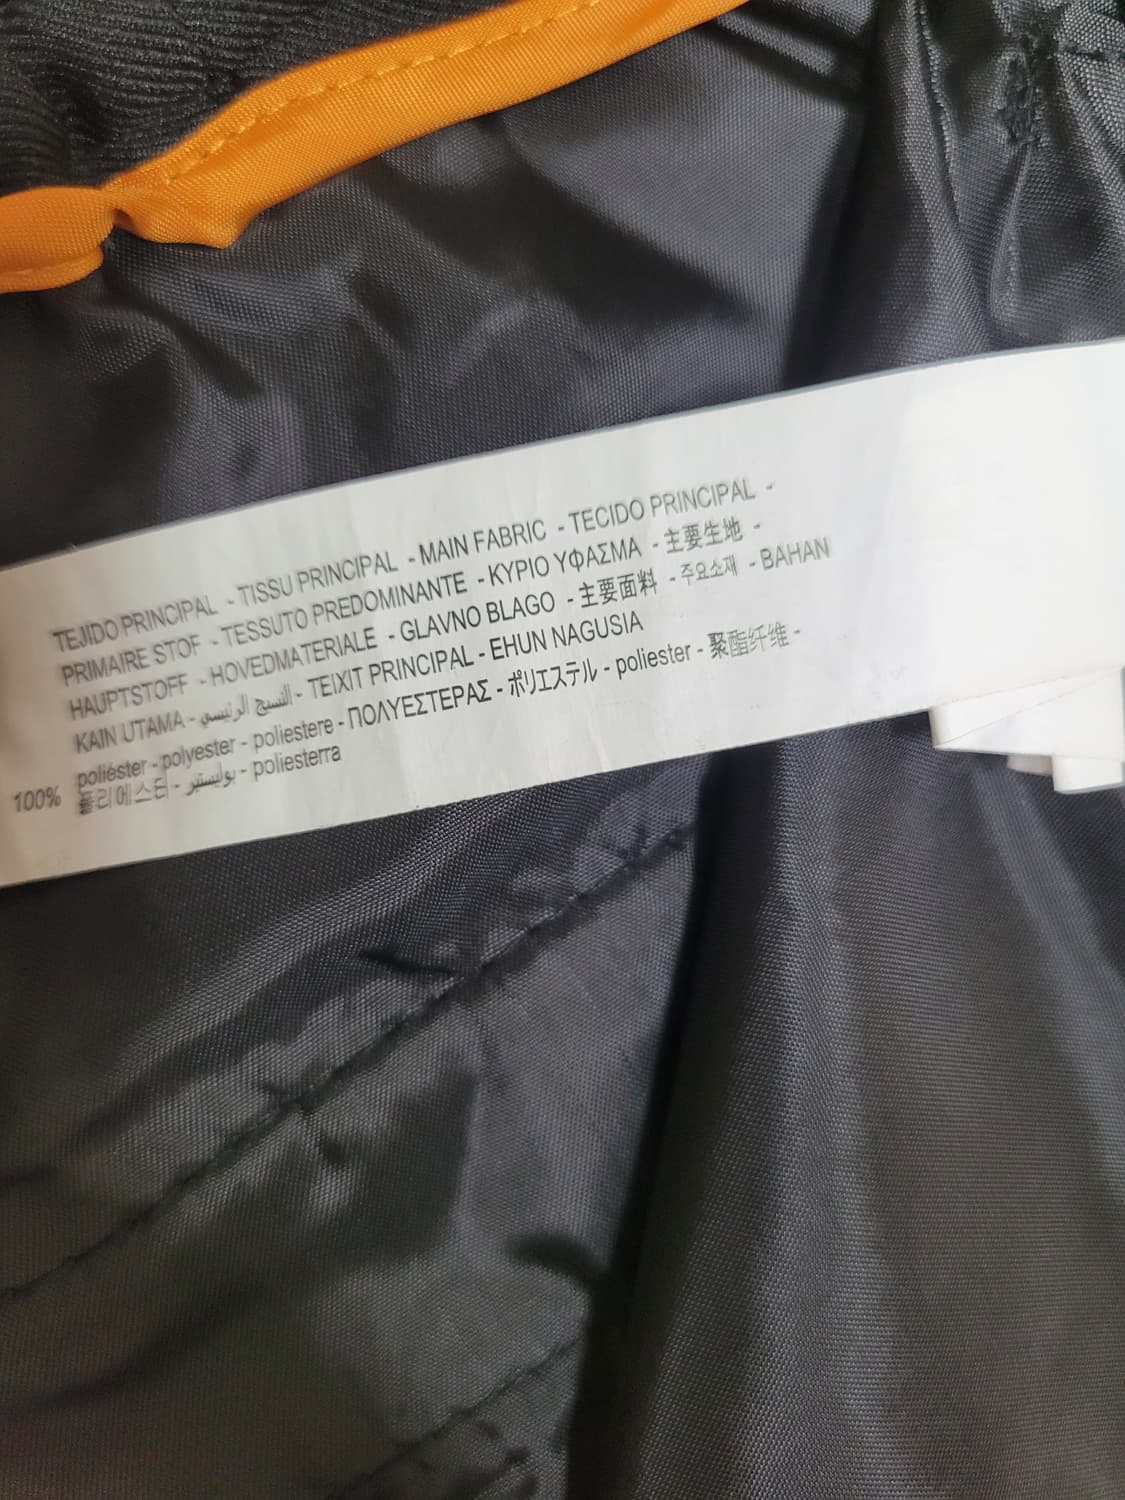 TEJIDO PRINCIPAL - TISSU PRINCIPAL - MAIN FABRIC - TECIDO PRINCIPAL -
PRIMAIRE STOF - TESSUTO PREDOMINANTE - ΚΥΡΙΟ ΥΦΑΣΜΑ - 主要生地 -
HAUPTSTOFF - HOVEDMATERIALE - GLAVNO BLAGO - 主要面料 - 주요소재 - BAHAN
KAIN UTAMA - النسيج الرئيسي - TEIXIT PRINCIPAL - EHUN NAGUSIA
poliéster - polyester - poliestere - ΠΟΛΥΕΣΤΕΡΑΣ - ポリエステル - poliester - 聚酯纤维 -
100% 폴리에스터 - بوليستير - poliesterra